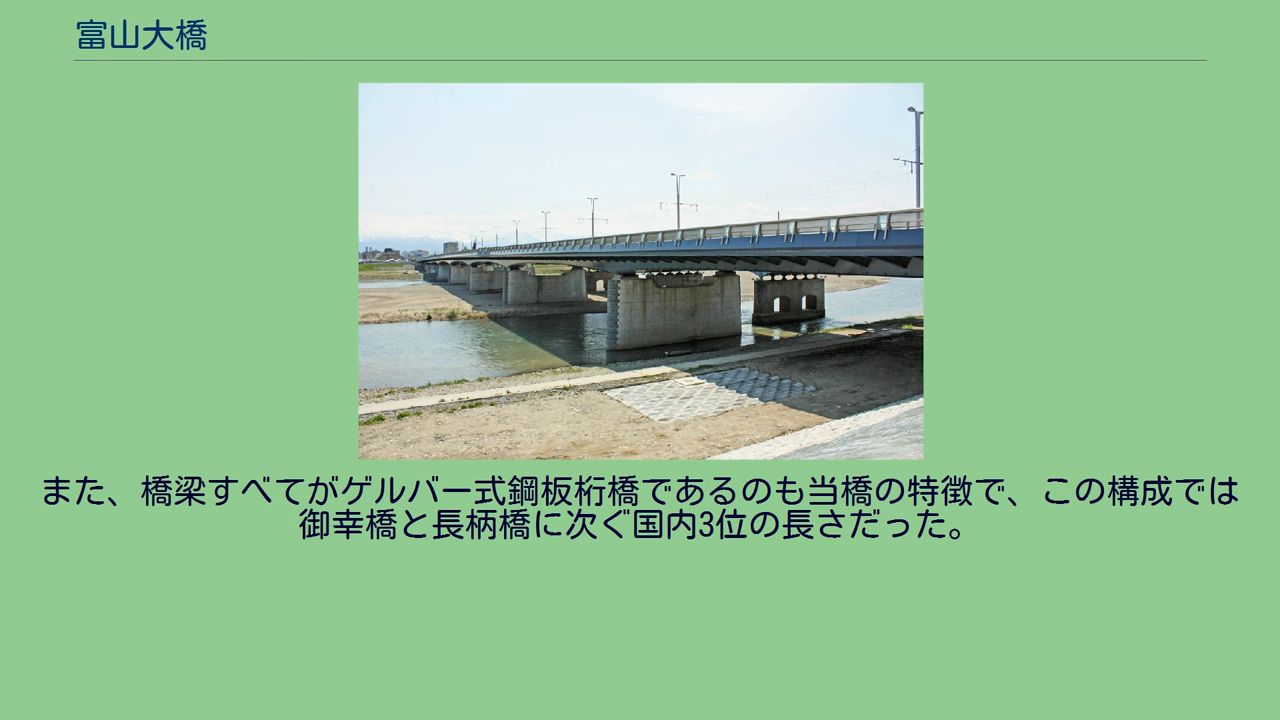 富山大橋
また、橋梁すべてがゲルバー式鋼板桁橋であるのも当橋の特徴で、この構成では
御幸橋と長柄橋に次ぐ国内3位の長さだった。